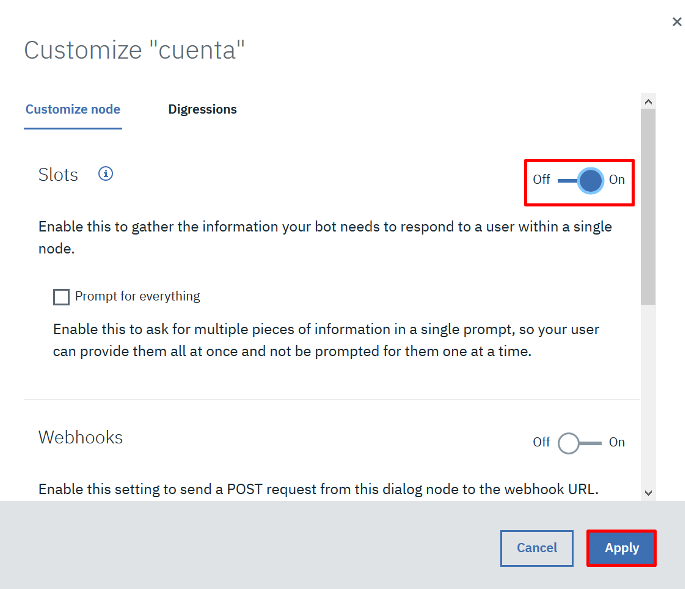 Customize "cuenta"
Customize node
Digressions
Slots
Off On
Enable this to gather the information your bot needs to respond to a user within a single
node.
Prompt for everything
Enable this to ask for multiple pieces of information in a single prompt, so your user
can provide them all at once and not be prompted for them one at a time.
Webhooks
Off On
Enable this setting to send a POST request from this dialog node to the webhook URL.
Cancel
Apply